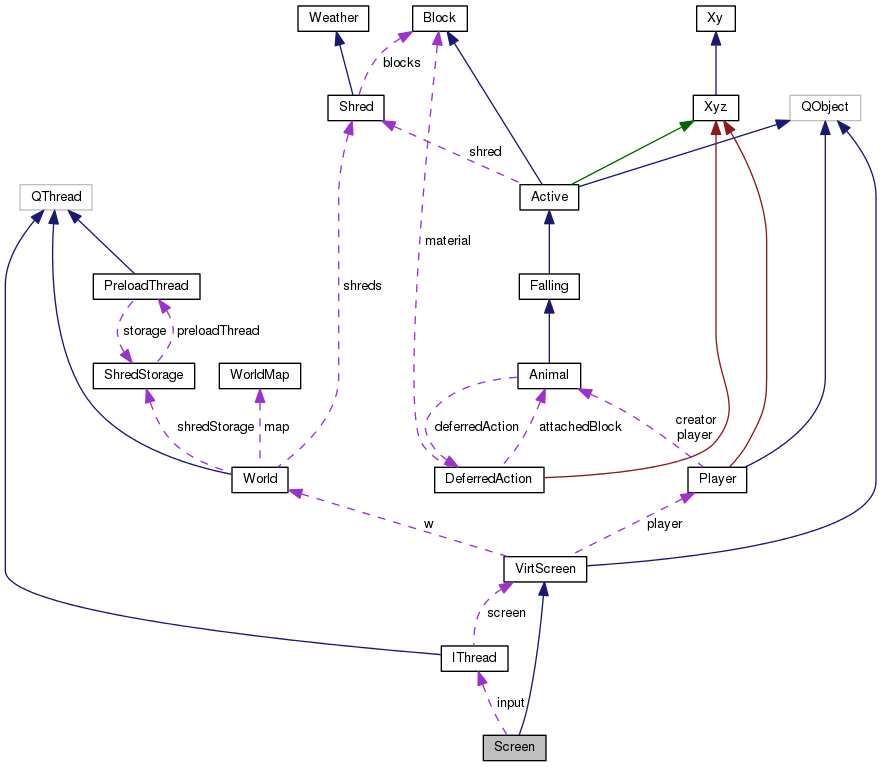 Weather
Block
Xy
blocks
Shred
Xyz
QObject
shred
QThread
Active
material
PreloadThread
shreds
Falling
storage
preloadThread
ShredStorage
WorldMap
Animal
shredStorage
map
deferredAction
attachedBlock
creator
player
World
DeferredAction
Player
w
player
VirtScreen
screen
IThread
input
Screen